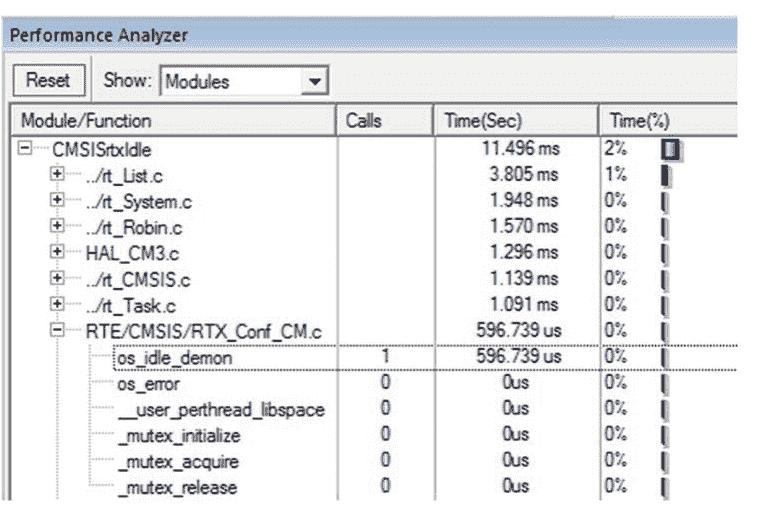 Performance Analyzer
Reset Show: Modules
Module/Function Calls Time(Sec) Time(%)
CMSISrtxIdle 11.496 ms 2%
../rt_List.c 3.805 ms 1%
../rt_System.c 1.948 ms 0%
../rt_Robin.c 1.570 ms 0%
HAL_CM3.c 1.296 ms 0%
../rt_CMSIS.c 1.139 ms 0%
../rt_Task.c 1.091 ms 0%
RTE/CMSIS/RTX_Conf_CM.c 596.739 us 0%
os_idle_demon 1 596.739 us 0%
os_error 0 0us 0%
__user_perthread_libspace 0 0us 0%
_mutex_initialize 0 0us 0%
_mutex_acquire 0 0us 0%
_mutex_release 0 0us 0%